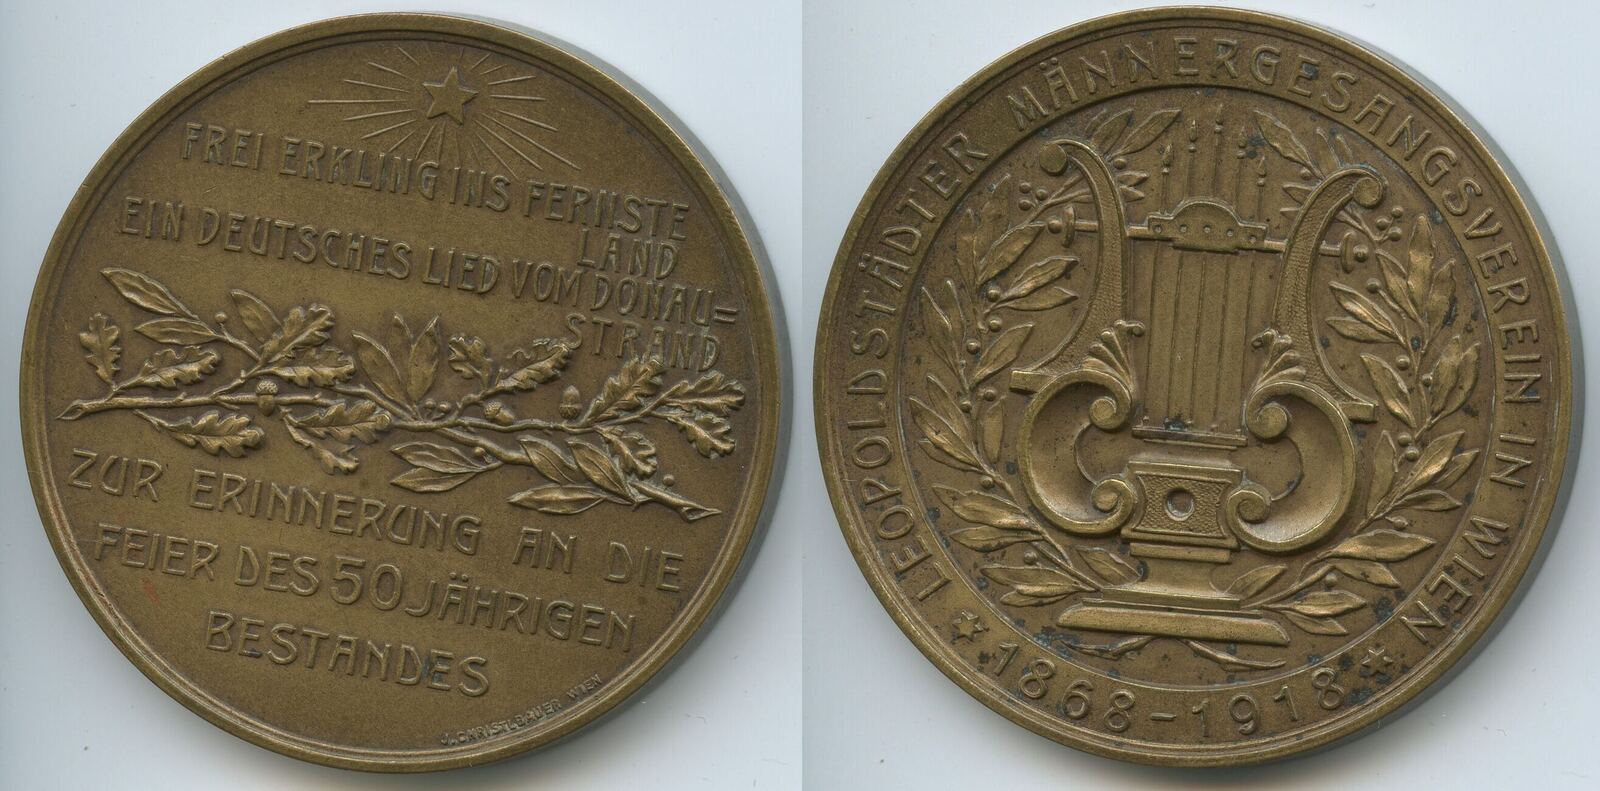 FREI ERKLING INS FERNSTE
LAND
EIN DEUTSCHES LIED VOM DONAU=
STRAND
ZUR ERINNERUNG AN DIE
FEIER DES 50 JÄHRIGEN
BESTANDES
J.CHRISTLBAUER WIEN
LEOPOLDSTÄDTER MÄNNERGESANGSVEREIN IN WIEN
1868-1918